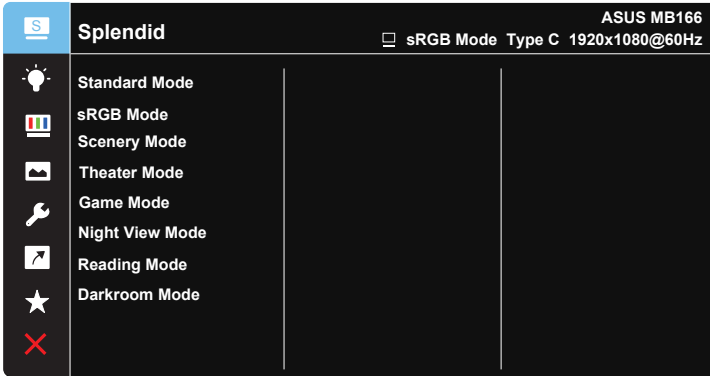 S
Splendid
ASUS MB166
sRGB Mode Type C 1920x1080@60Hz
Standard Mode
sRGB Mode
Scenery Mode
Theater Mode
Game Mode
Night View Mode
Reading Mode
Darkroom Mode